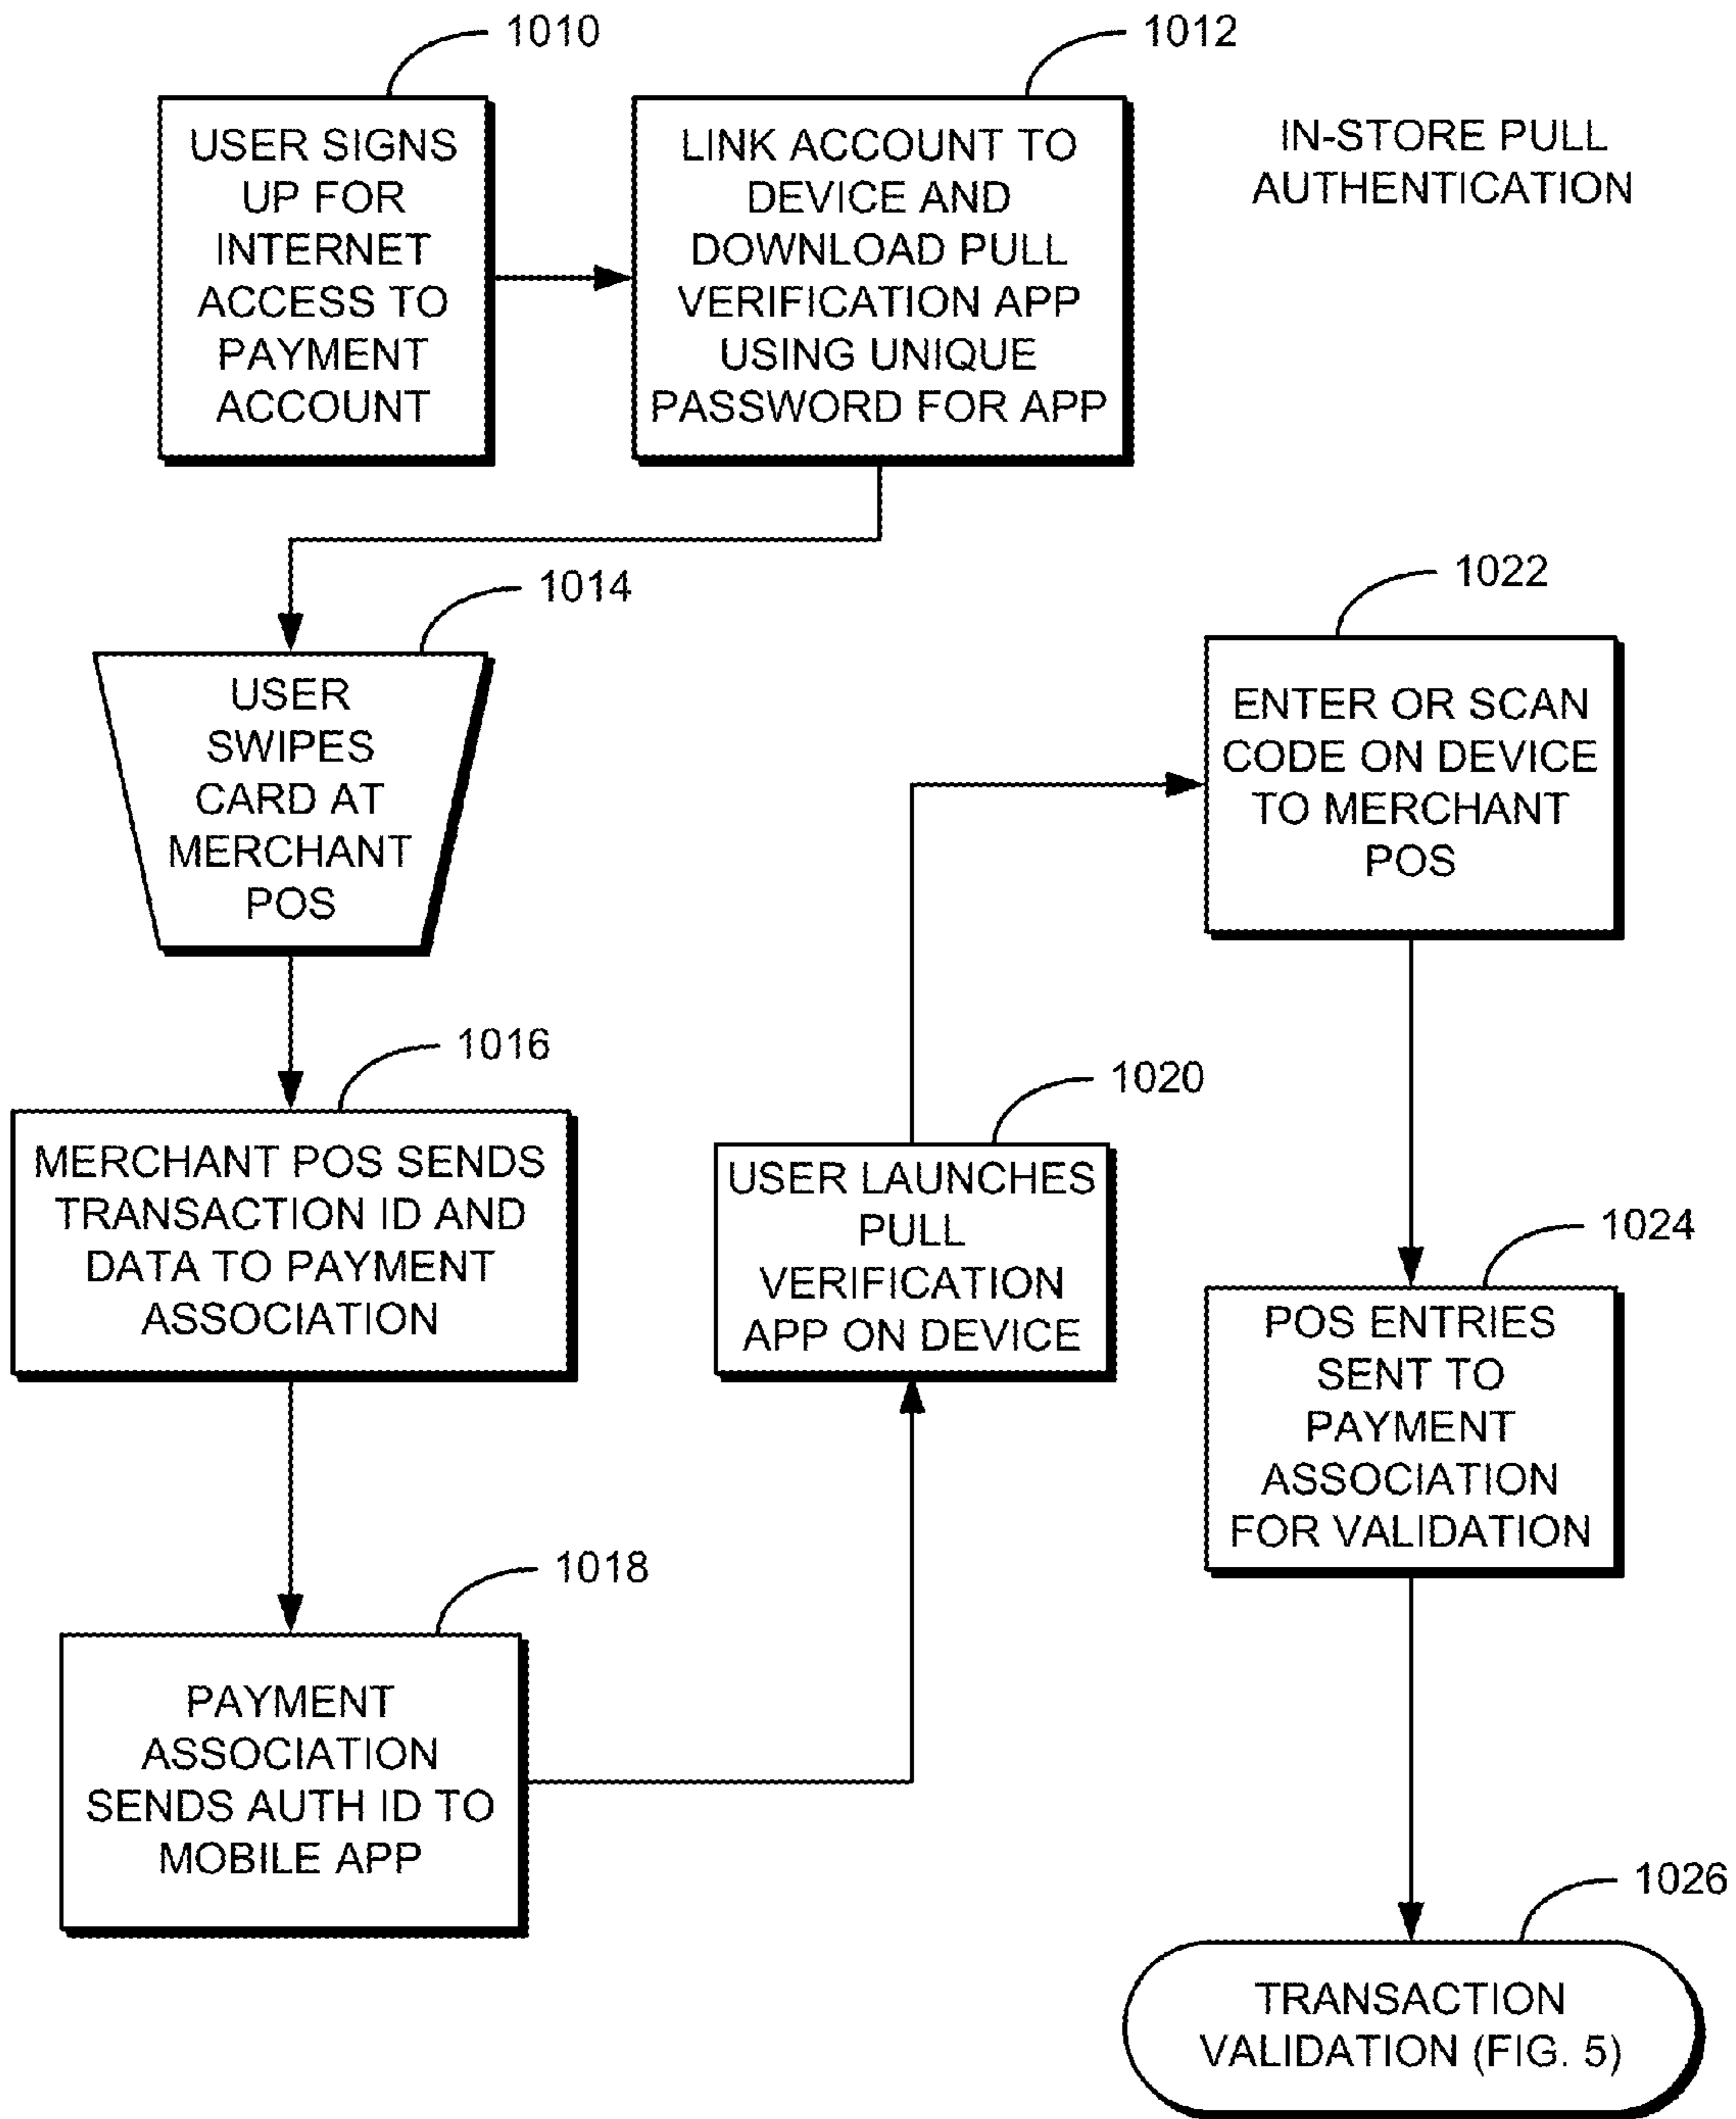 1010
USER SIGNS
UP FOR
INTERNET
ACCESS TO
PAYMENT
ACCOUNT
1012
LINK ACCOUNT TO
DEVICE AND
DOWNLOAD PULL
VERIFICATION APP
USING UNIQUE
PASSWORD FOR APP
IN-STORE PULL
AUTHENTICATION
1014
USER
SWIPES
CARD AT
MERCHANT
POS
1016
MERCHANT POS SENDS
TRANSACTION ID AND
DATA TO PAYMENT
ASSOCIATION
1018
PAYMENT
ASSOCIATION
SENDS AUTH ID TO
MOBILE APP
1020
USER LAUNCHES
PULL
VERIFICATION
APP ON DEVICE
1022
ENTER OR SCAN
CODE ON DEVICE
TO MERCHANT
POS
1024
POS ENTRIES
SENT TO
PAYMENT
ASSOCIATION
FOR VALIDATION
1026
TRANSACTION
VALIDATION (FIG. 5)